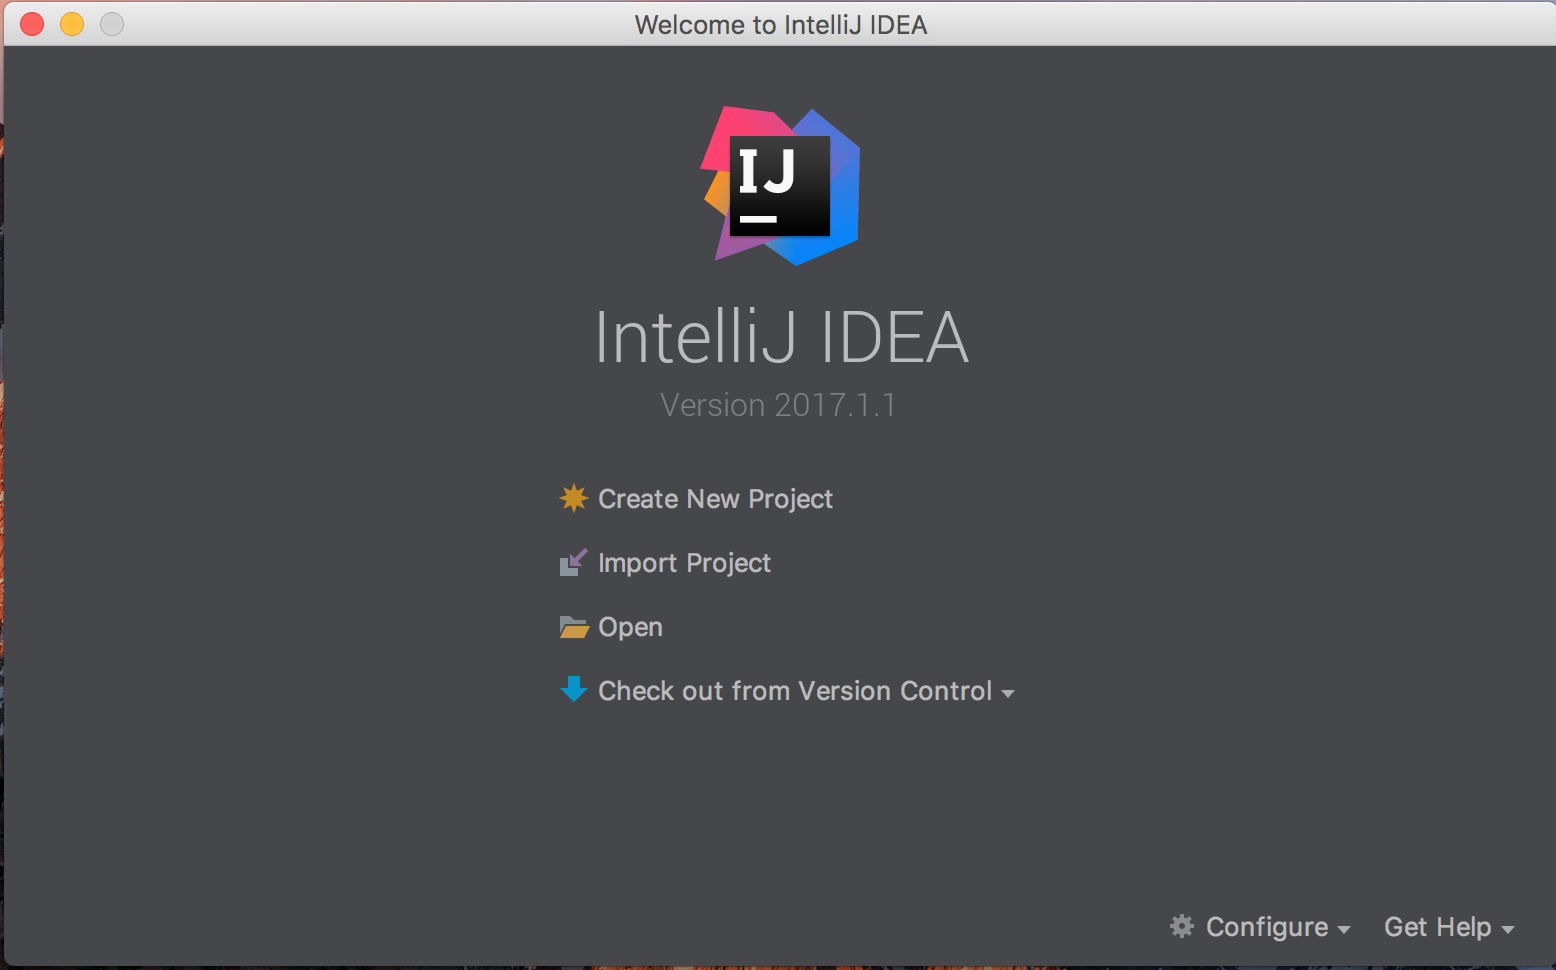 Welcome to IntelliJ IDEA
IJ
IntelliJ IDEA
Version 2017.1.1
Create New Project
Import Project
Open
Check out from Version Control
Configure
Get Help